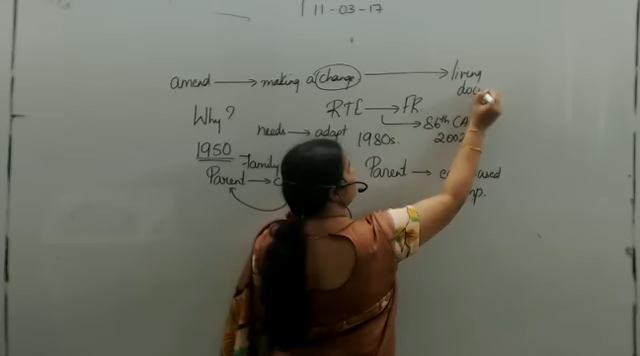 11-03-17
amend → making a change → living
docu
Why?
RTE → FR.
→ 86th CA
2002
needs → adapt
1980s.
1950 - Family
Parent →
Parent →